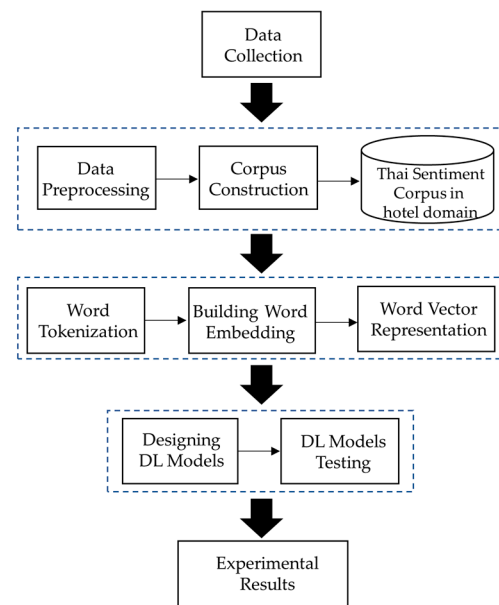 Data
Collection
Data
Preprocessing
Corpus
Construction
Thai Sentiment
Corpus in
hotel domain
Word
Tokenization
Building Word
Embedding
Word Vector
Representation
Designing
DL Models
DL Models
Testing
Experimental
Results